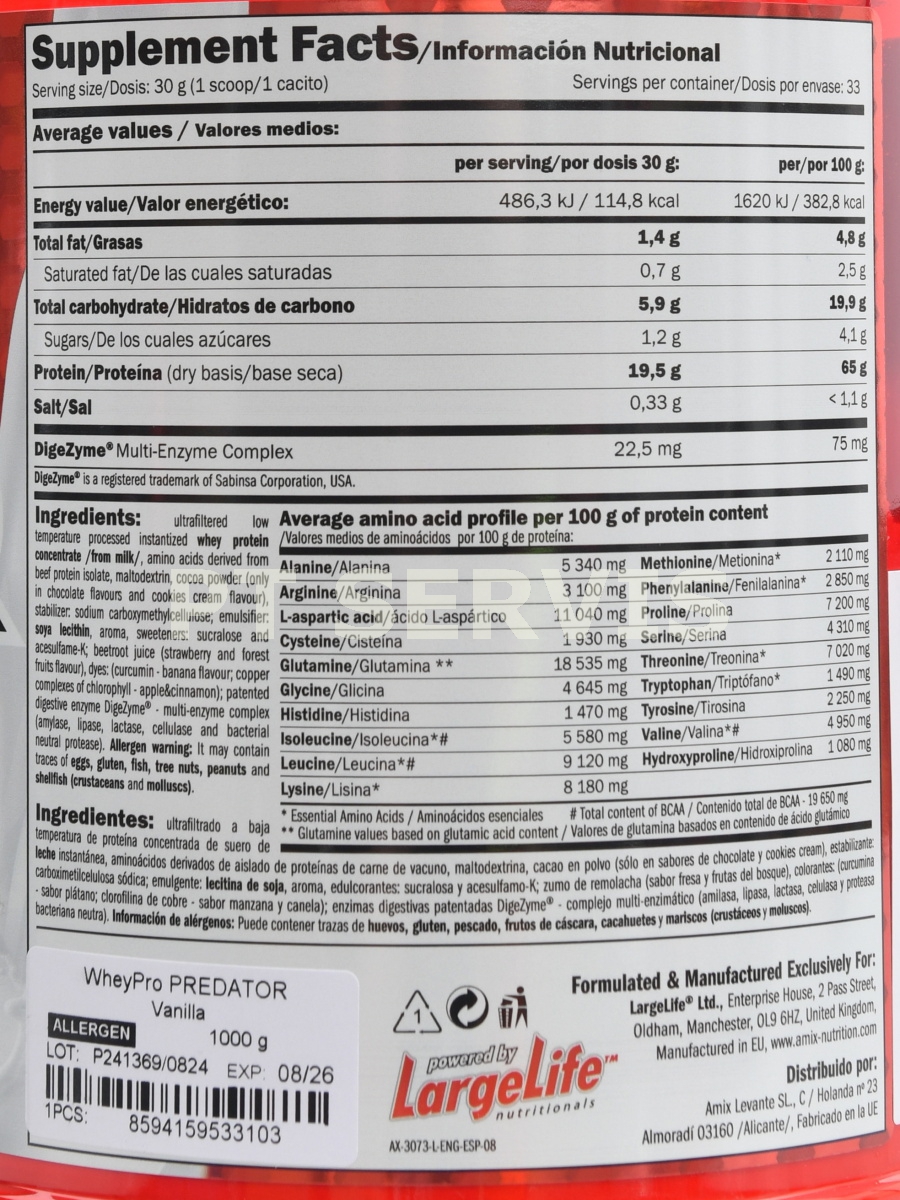 Supplement Facts/Información Nutricional
Serving size/Dosis: 30 g (1 scoop/1 cacito) Servings per container/Dosis por envase: 33
Average values / Valores medios:
per serving/por dosis 30 g: per/por 100 g:
Energy value/Valor energético: 486,3 kJ / 114,8 kcal 1620 kJ / 382,8 kcal
Total fat/Grasas 1,4 g 4,8 g
Saturated fat/De las cuales saturadas 0,7 g 2,5 g
Total carbohydrate/Hidratos de carbono 5,9 g 19,9 g
Sugars/De los cuales azúcares 1,2 g 4,1 g
Protein/Proteína (dry basis/base seca) 19,5 g 65 g
Salt/Sal 0,33 g < 1,1 g
DigeZyme® Multi-Enzyme Complex 22,5 mg 75 mg
DigeZyme® is a registered trademark of Sabinsa Corporation, USA.
Ingredients: ultrafiltered low
temperature processed instantized whey protein
concentrate /from milk/, amino acids derived from
beef protein isolate, maltodextrin, cocoa powder (only
in chocolate flavours and cookies cream flavour),
stabilizer: sodium carboxymethylcellulose; emulsifier:
soya lecithin, aroma, sweeteners: sucralose and
acesulfame-K; beetroot juice (strawberry and forest
fruits flavour), dyes: (curcumin - banana flavour; copper
complexes of chlorophyll - apple&cinnamon); patented
digestive enzyme DigeZyme® - multi-enzyme complex
(amylase, lipase, lactase, cellulase and bacterial
neutral protease). Allergen warning: It may contain
traces of eggs, gluten, fish, tree nuts, peanuts and
shellfish (crustaceans and molluscs).
Average amino acid profile per 100 g of protein content
/Valores medios de aminoácidos por 100 g de proteína:
Alanine/Alanina 5 340 mg
Arginine/Arginina 3 100 mg
L-aspartic acid/ácido L-aspártico 11 040 mg
Cysteine/Cisteína 1 930 mg
Glutamine/Glutamina ** 18 535 mg
Glycine/Glicina 4 645 mg
Histidine/Histidina 1 470 mg
Isoleucine/Isoleucina*# 5 580 mg
Leucine/Leucina*# 9 120 mg
Lysine/Lisina* 8 180 mg
Methionine/Metionina* 2 110 mg
Phenylalanine/Fenilalanina* 2 850 mg
Proline/Prolina 7 200 mg
Serine/Serina 4 310 mg
Threonine/Treonina* 7 020 mg
Tryptophan/Triptófano* 1 490 mg
Tyrosine/Tirosina 2 250 mg
Valine/Valina*# 4 950 mg
Hydroxyproline/Hidroxiprolina 1 080 mg
* Essential Amino Acids / Aminoácidos esenciales # Total content of BCAA / Contenido total de BCAA - 19 650 mg
** Glutamine values based on glutamic acid content / Valores de glutamina basados en contenido de ácido glutámico
Ingredientes: ultrafiltrado a baja
temperatura de proteína concentrada de suero de
leche instantánea, aminoácidos derivados de aislado de proteínas de carne de vacuno, maltodextrina, cacao en polvo (sólo en sabores de chocolate y cookies cream), estabilizante:
carboximetilcelulosa sódica; emulgente: lecitina de soja, aroma, edulcorantes: sucralosa y acesulfamo-K; zumo de remolacha (sabor fresa y frutas del bosque), colorantes: (curcumina
- sabor plátano; clorofilina de cobre - sabor manzana y canela); enzimas digestivas patentadas DigeZyme® - complejo multi-enzimático (amilasa, lipasa, lactasa, celulasa y proteasa
bacteriana neutra). Información de alérgenos: Puede contener trazas de huevos, gluten, pescado, frutos de cáscara, cacahuetes y mariscos (crustáceos y moluscos).
WheyPro PREDATOR
Vanilla
ALLERGEN 1000 g
LOT: P241369/0824 EXP: 08/26
1PCS: 8594159533103
1
powered by
LargeLife™
nutritionals
AX-3073-L-ENG-ESP-08
Formulated & Manufactured Exclusively For:
LargeLife® Ltd., Enterprise House, 2 Pass Street,
Oldham, Manchester, OL9 6HZ, United Kingdom,
Manufactured in EU, www.amix-nutrition.com
Distribuido por:
Amix Levante SL., C / Holanda nº 23
Almoradí 03160 /Alicante/, Fabricado en la UE